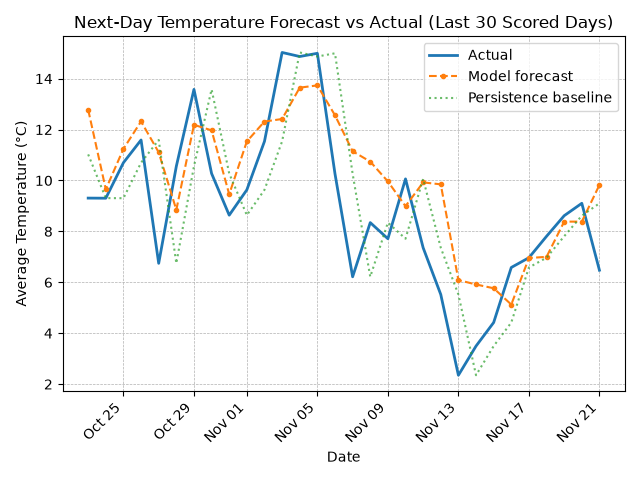 Next-Day Temperature Forecast vs Actual (Last 30 Scored Days)
Actual
Model forecast
Persistence baseline
Average Temperature (°C)
14
12
10
8
6
4
2
Oct 25
Oct 29
Nov 01
Nov 05
Nov 09
Nov 13
Nov 17
Nov 21
Date